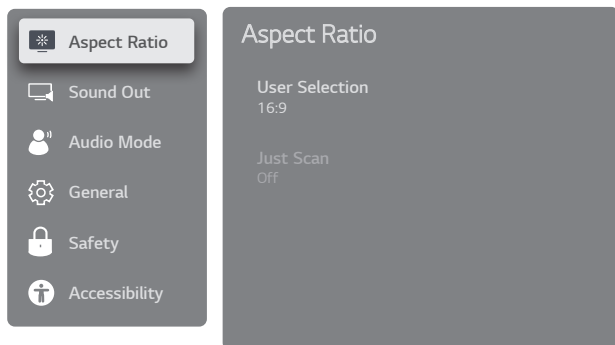 Aspect Ratio
Sound Out
Audio Mode
General
Safety
Accessibility
Aspect Ratio
User Selection
16:9
Just Scan
Off